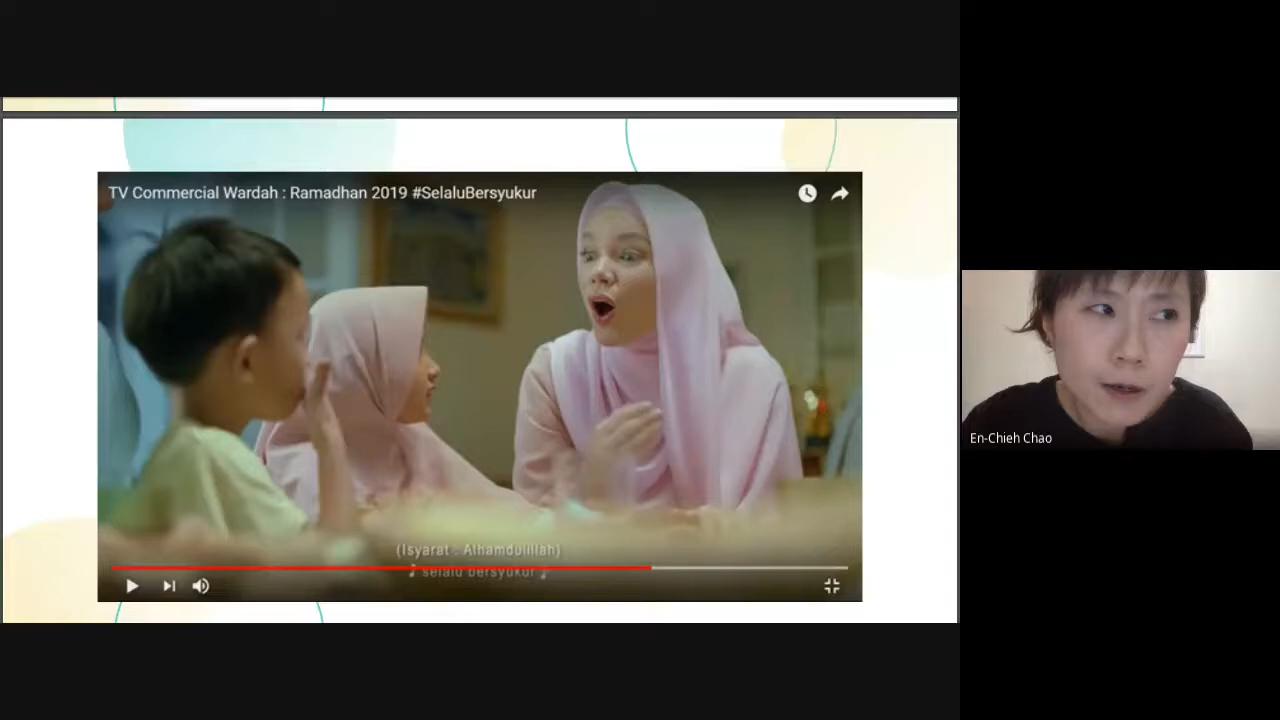 TV Commercial Wardah : Ramadhan 2019 #SelaluBersyukur
(Isyarat : Alhamdulillah)
♪ selalu bersyukur ♪
En-Chieh Chao